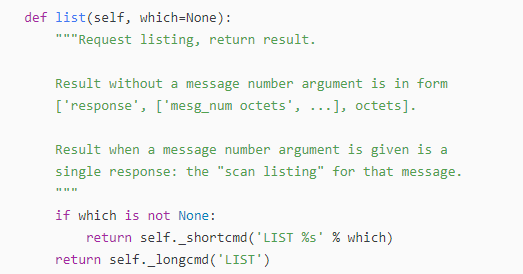 def list(self, which=None):
    """Request listing, return result.

    Result without a message number argument is in form
    ['response', ['mesg_num octets', ...], octets].

    Result when a message number argument is given is a
    single response: the "scan listing" for that message.
    """
    if which is not None:
        return self._shortcmd('LIST %s' % which)
    return self._longcmd('LIST')